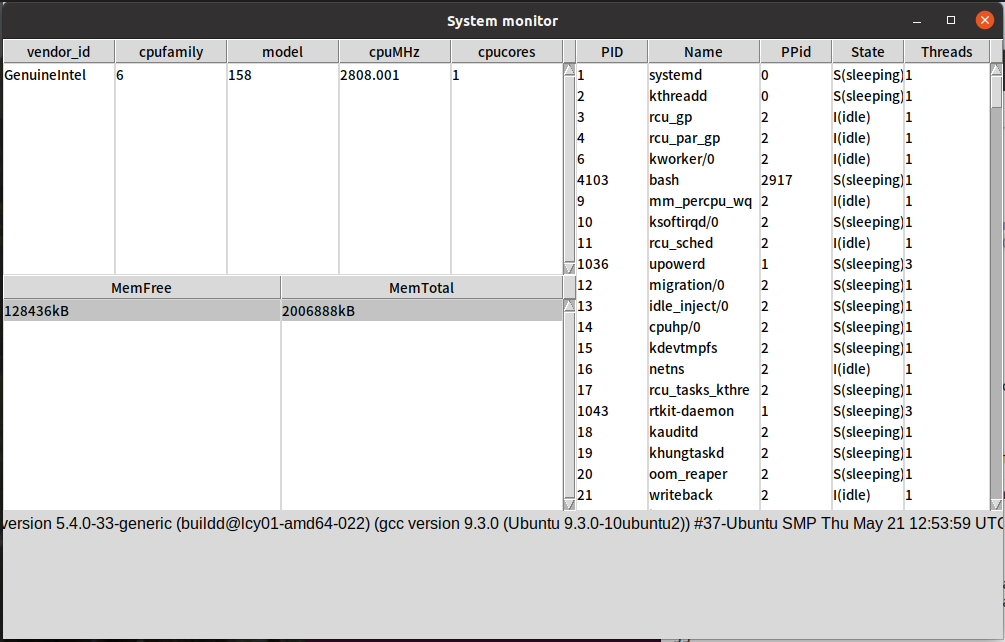 System monitor
vendor_id cpufamily model cpuMHz cpucores
GenuineIntel 6 158 2808.001 1
MemFree MemTotal
128436kB 2006888kB
PID Name PPid State Threads
1 systemd 0 S(sleeping) 1
2 kthreadd 0 S(sleeping) 1
3 rcu_gp 2 I(idle) 1
4 rcu_par_gp 2 I(idle) 1
6 kworker/0 2 I(idle) 1
4103 bash 2917 S(sleeping) 1
9 mm_percpu_wq 2 I(idle) 1
10 ksoftirqd/0 2 S(sleeping) 1
11 rcu_sched 2 I(idle) 1
1036 upowerd 1 S(sleeping) 3
12 migration/0 2 S(sleeping) 1
13 idle_inject/0 2 S(sleeping) 1
14 cpuhp/0 2 S(sleeping) 1
15 kdevtmpfs 2 S(sleeping) 1
16 netns 2 I(idle) 1
17 rcu_tasks_kthre 2 S(sleeping) 1
1043 rtkit-daemon 1 S(sleeping) 3
18 kauditd 2 S(sleeping) 1
19 khungtaskd 2 S(sleeping) 1
20 oom_reaper 2 S(sleeping) 1
21 writeback 2 I(idle) 1
version 5.4.0-33-generic (buildd@lcy01-amd64-022) (gcc version 9.3.0 (Ubuntu 9.3.0-10ubuntu2)) #37-Ubuntu SMP Thu May 21 12:53:59 UTC